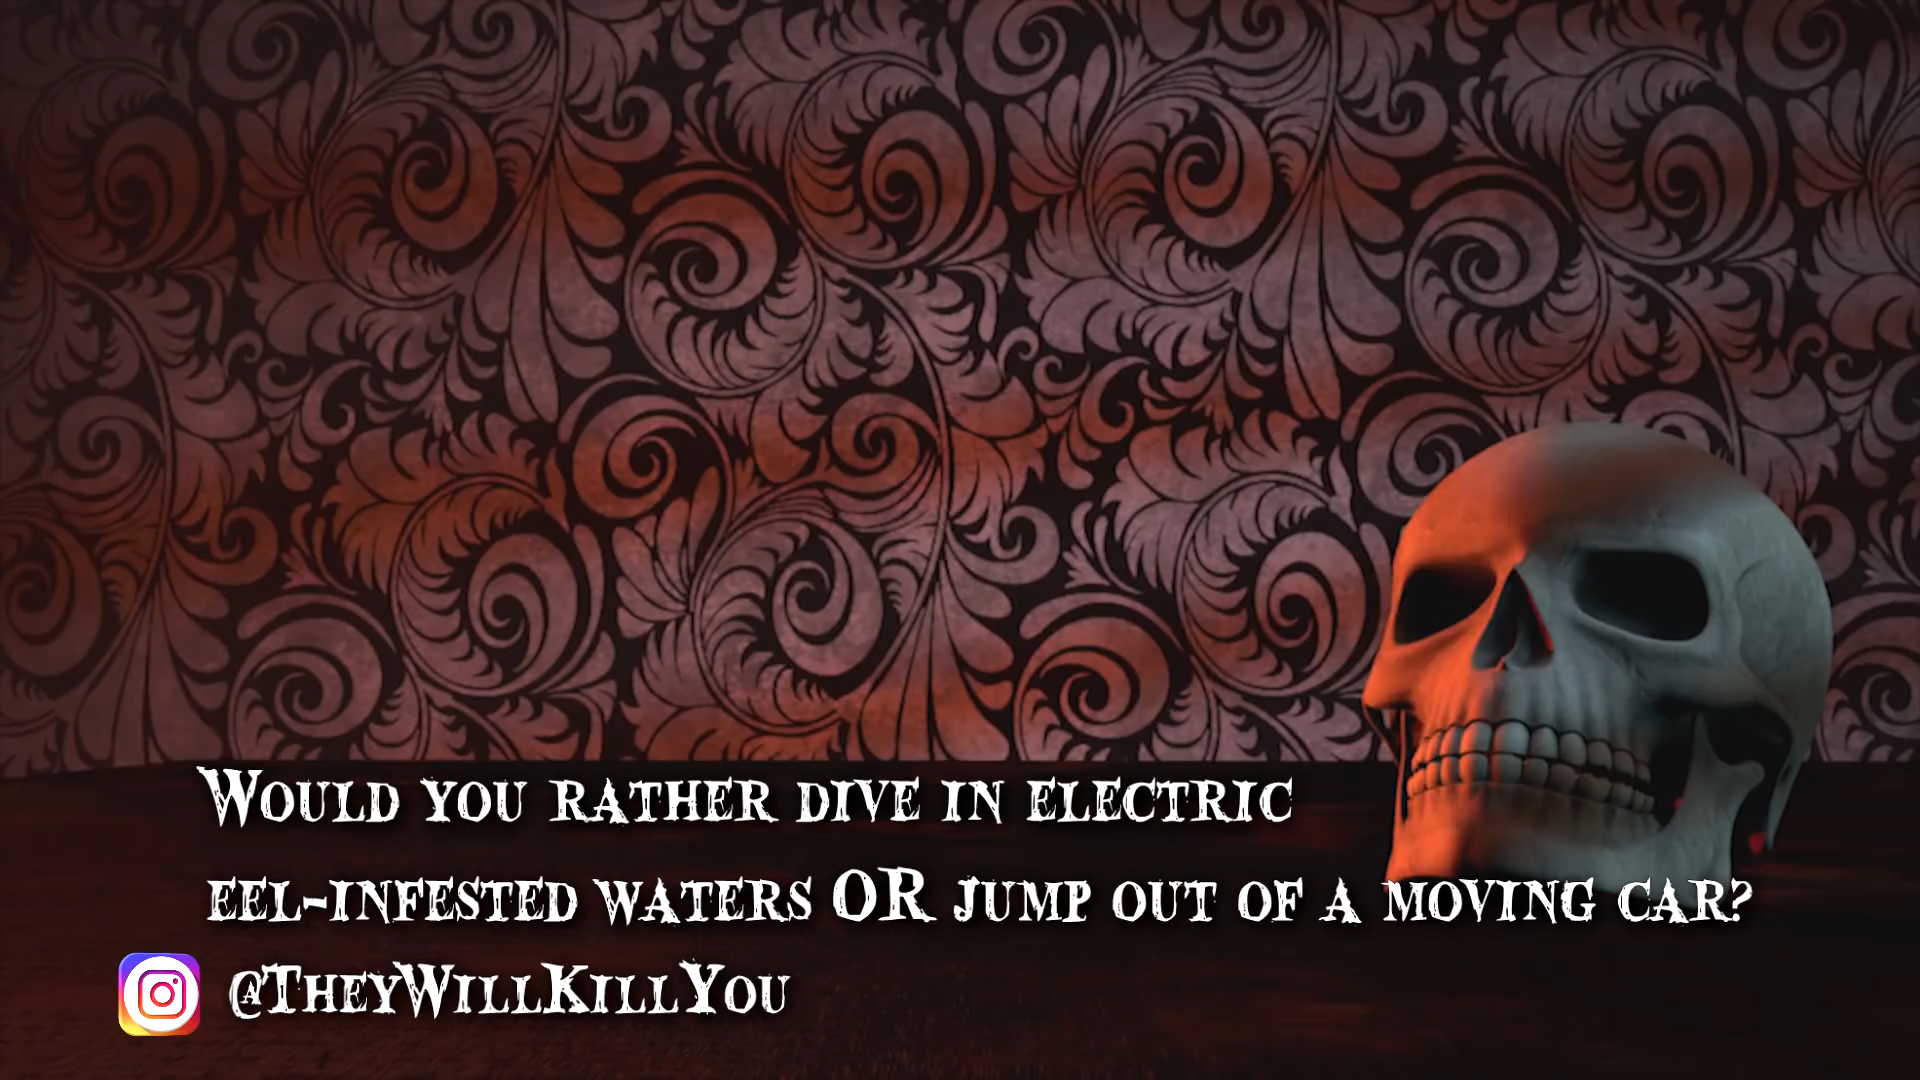 Would you rather dive in electric
eel-infested waters OR jump out of a moving car?
@TheyWillKillYou